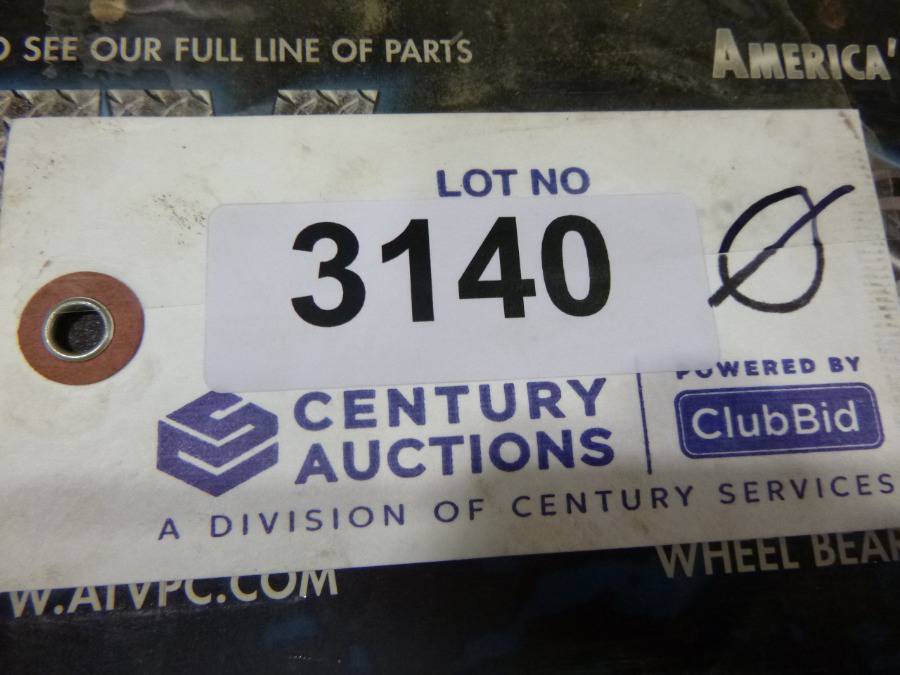 SEE OUR FULL LINE OF PARTS
AMERICA'
LOT NO
3140
Ø
CENTURY
AUCTIONS
POWERED BY
ClubBid
A DIVISION OF CENTURY SERVICES
W.ATVPC.COM
WHEEL BEAR